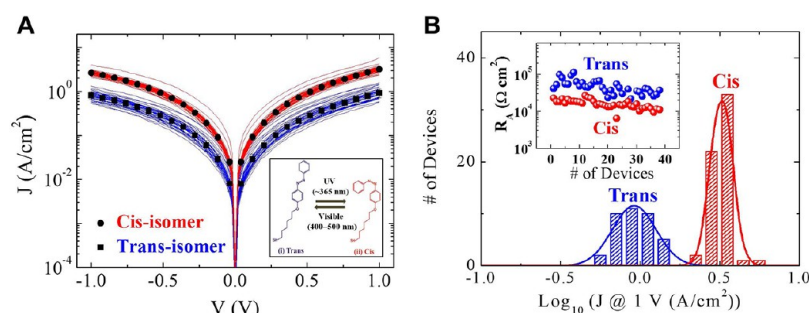 A
J (A/cm²)
10⁰
10⁻²
10⁻⁴
Cis-isomer
Trans-isomer
UV
(~365 nm)
Visible
(400–500 nm)
(i) Trans
(ii) Cis
-1.0
-0.5
0.0
0.5
1.0
V (V)
B
# of Devices
40
20
0
Trans
Cis
R_A (Ω cm²)
10⁵
10⁴
10³
0
10
20
30
40
# of Devices
Trans
Cis
-1.0
-0.5
0.0
0.5
1.0
Log₁₀ (J @ 1 V (A/cm²))